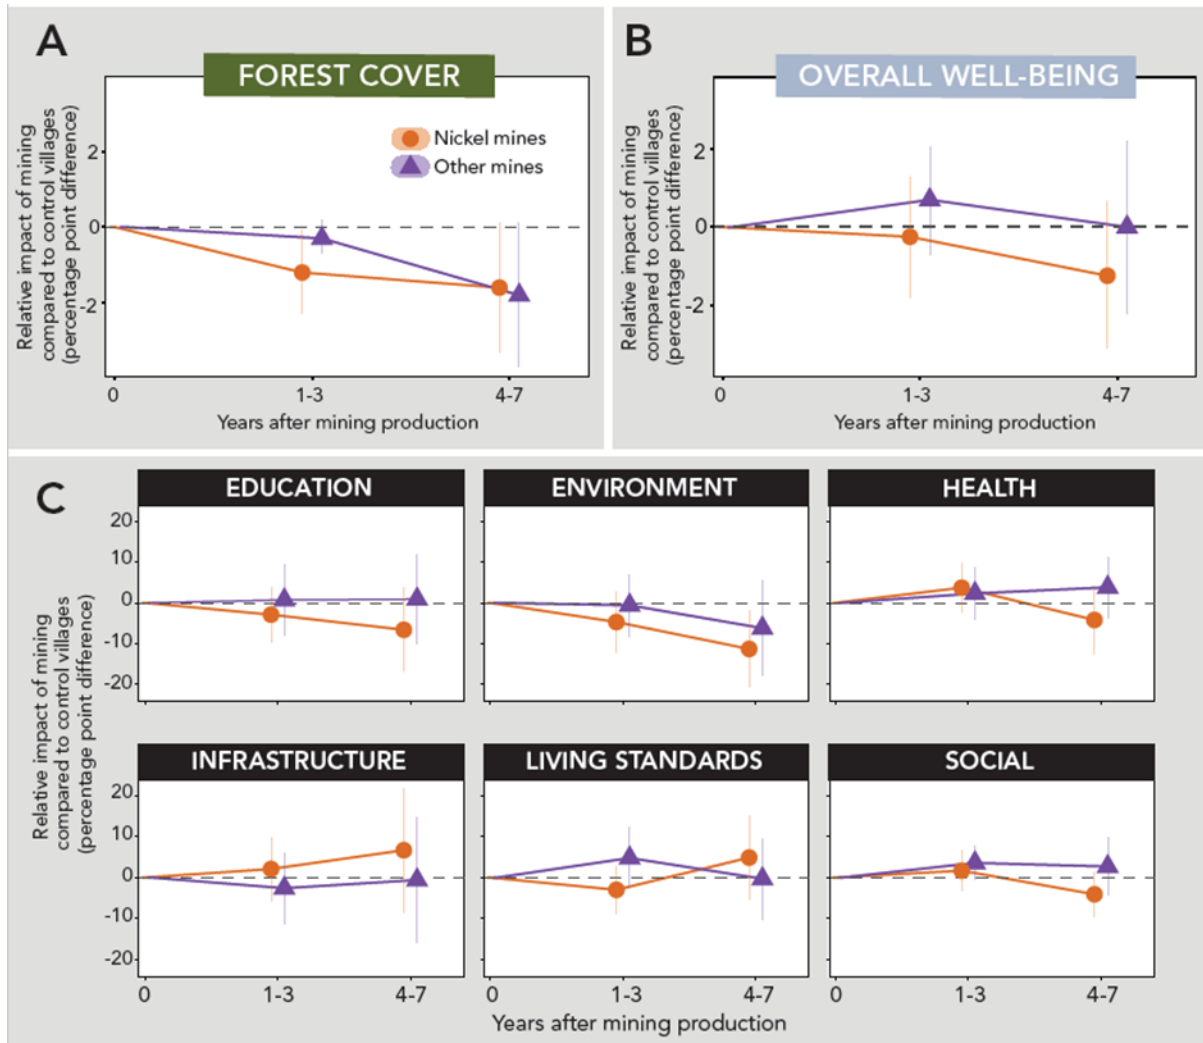 A
FOREST COVER
Relative impact of mining
compared to control villages
(percentage point difference)
2
0
-2
Nickel mines
Other mines
0
1-3
4-7
Years after mining production
B
OVERALL WELL-BEING
Relative impact of mining
compared to control villages
(percentage point difference)
2
0
-2
0
1-3
4-7
Years after mining production
C
Relative impact of mining
compared to control villages
(percentage point difference)
EDUCATION
ENVIRONMENT
HEALTH
20
10
0
-10
-20
INFRASTRUCTURE
LIVING STANDARDS
SOCIAL
20
10
0
-10
-20
0
1-3
4-7
0
1-3
4-7
0
1-3
4-7
Years after mining production